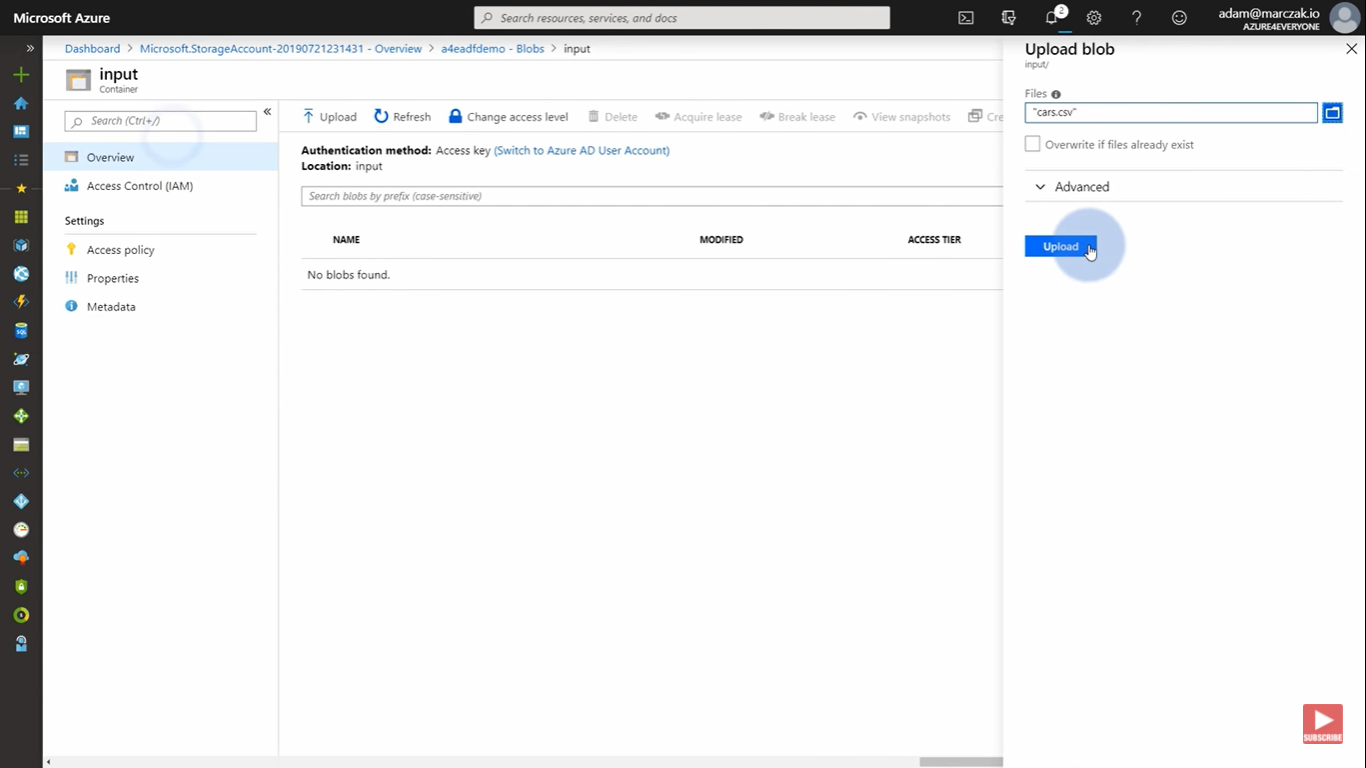 Microsoft Azure
Search resources, services, and docs
2
adam@marczak.io
AZURE4EVERYONE
Dashboard > Microsoft.StorageAccount-20190721231431 - Overview > a4eadfdemo - Blobs > input
input
Container
Search (Ctrl+/)
Overview
Access Control (IAM)
Settings
Access policy
Properties
Metadata
Upload Refresh Change access level Delete Acquire lease Break lease View snapshots Cre
Authentication method: Access key (Switch to Azure AD User Account)
Location: input
Search blobs by prefix (case-sensitive)
NAME MODIFIED ACCESS TIER
No blobs found.
Upload blob
input/
Files
"cars.csv"
Overwrite if files already exist
Advanced
Upload
SUBSCRIBE